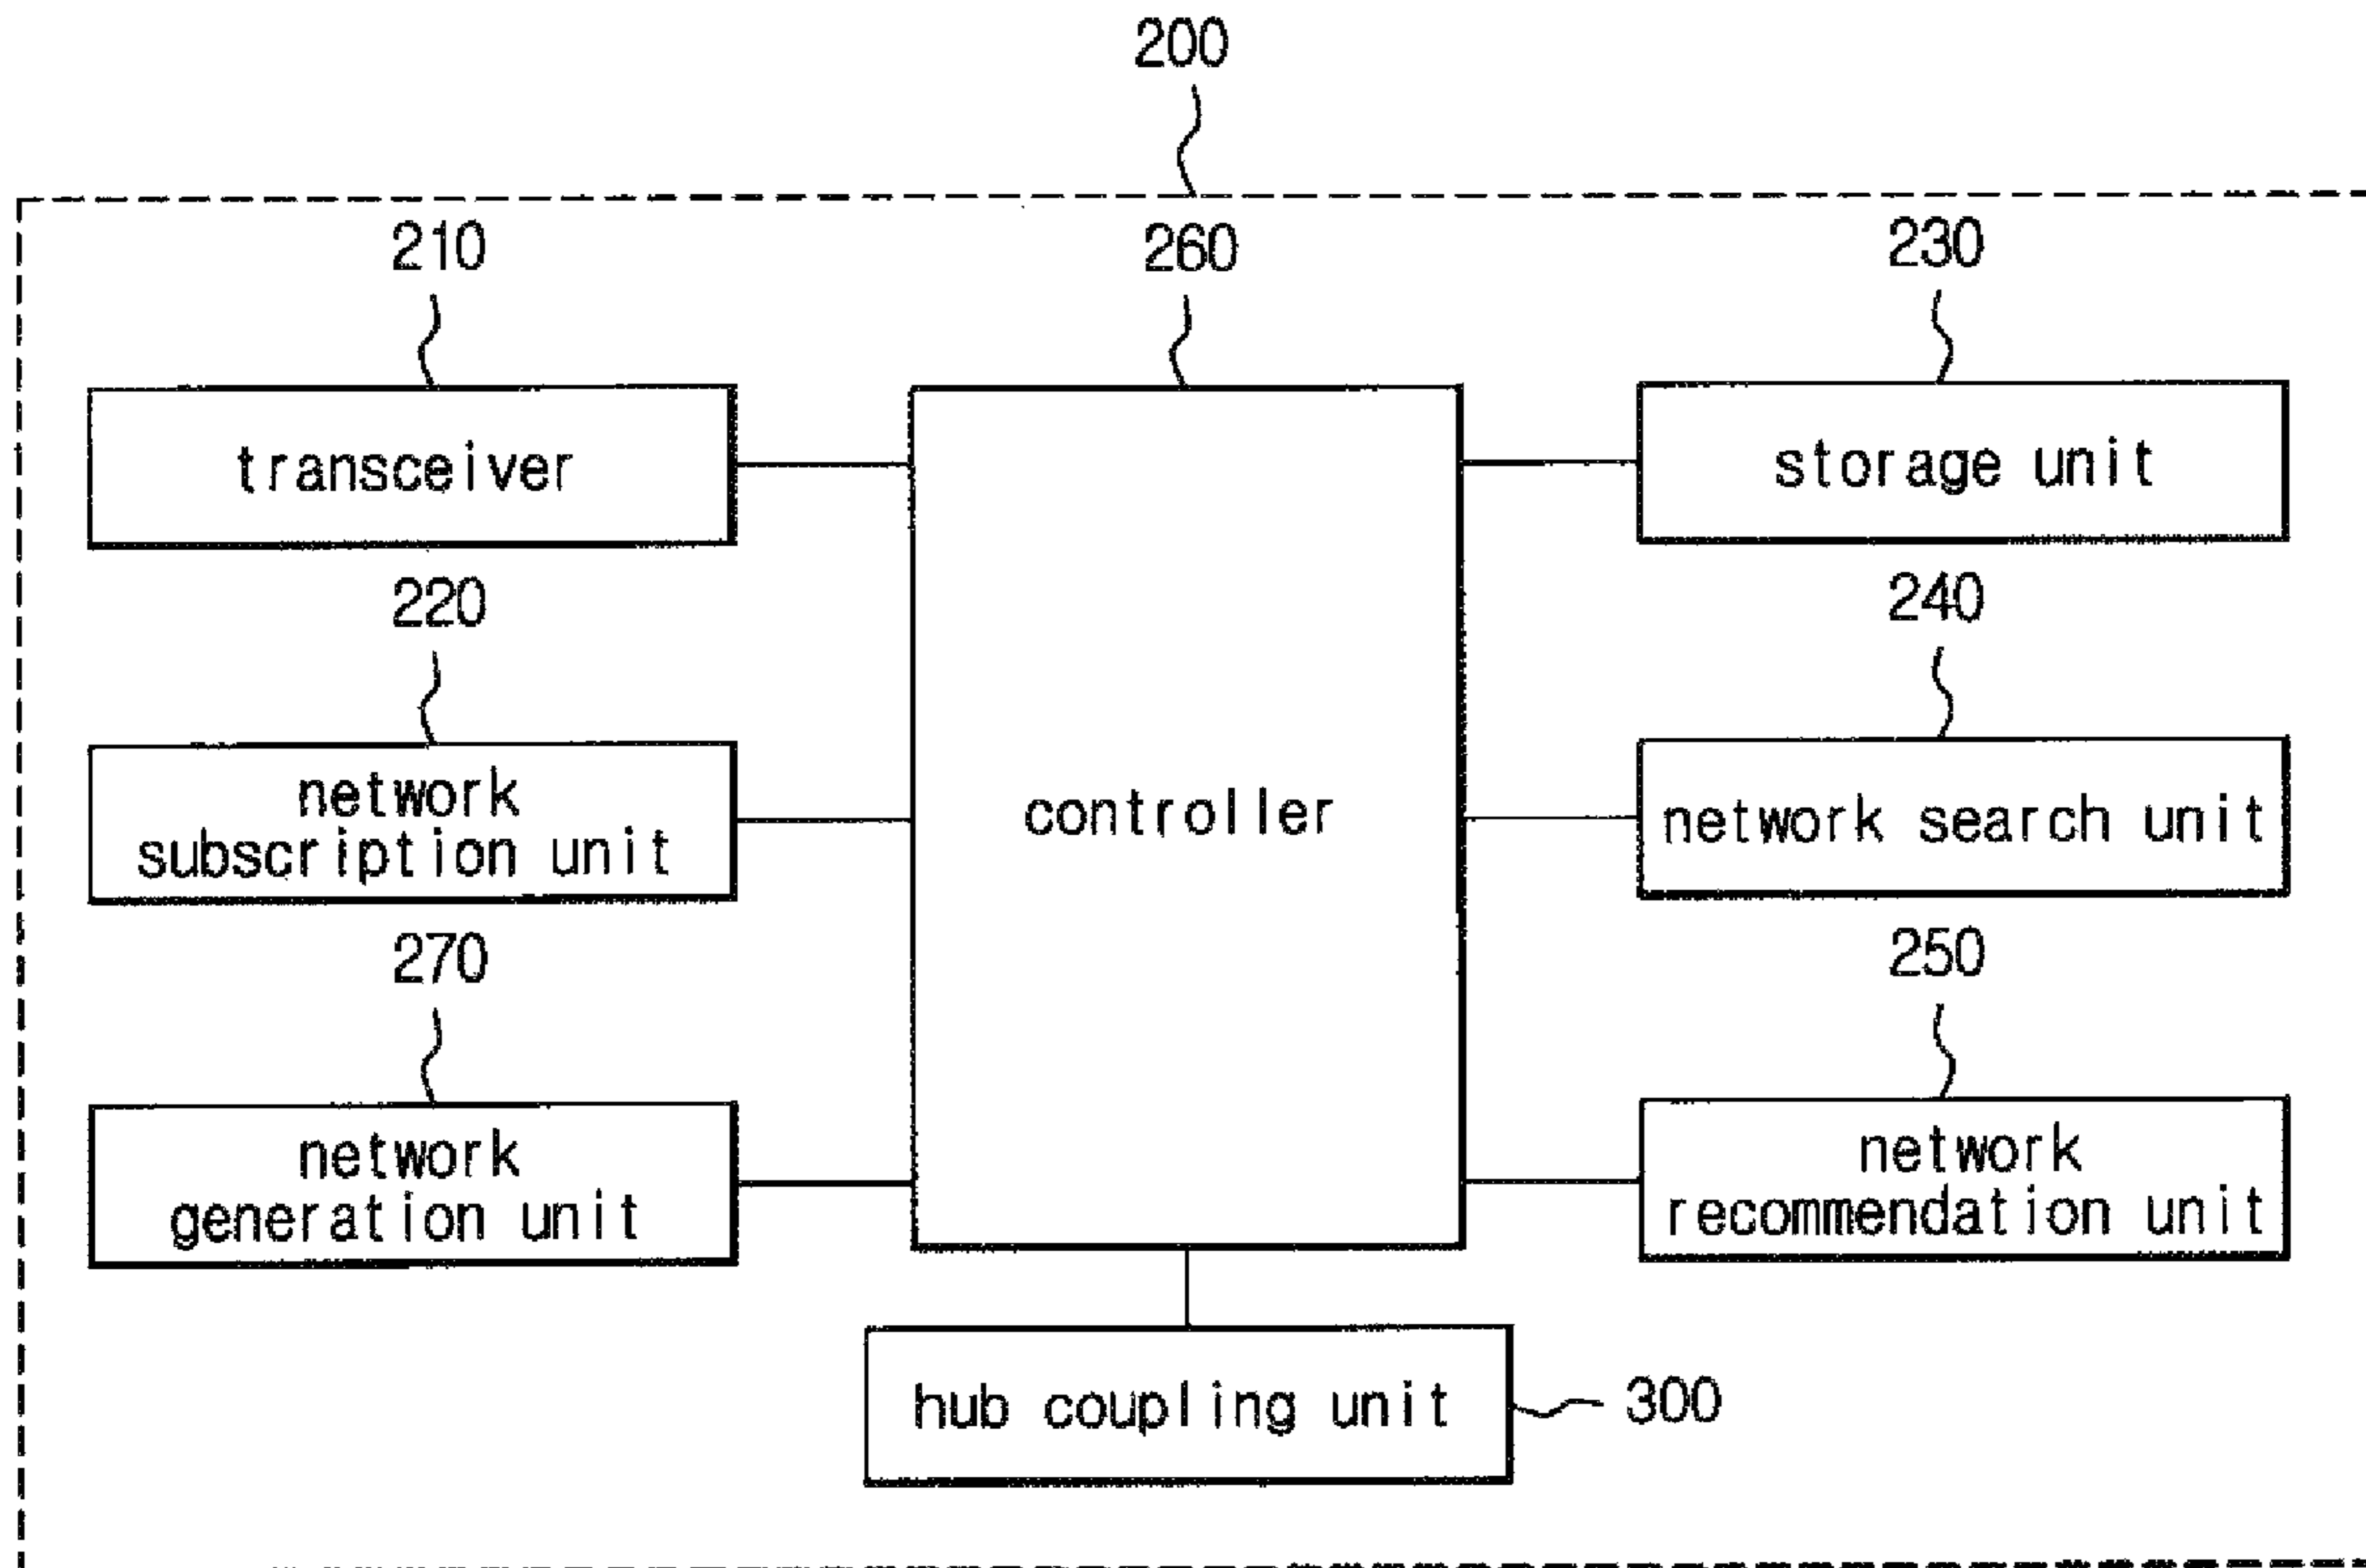 200
210
260
230
transceiver
storage unit
220
240
network
subscription unit
controller
network search unit
270
250
network
generation unit
network
recommendation unit
hub coupling unit
300